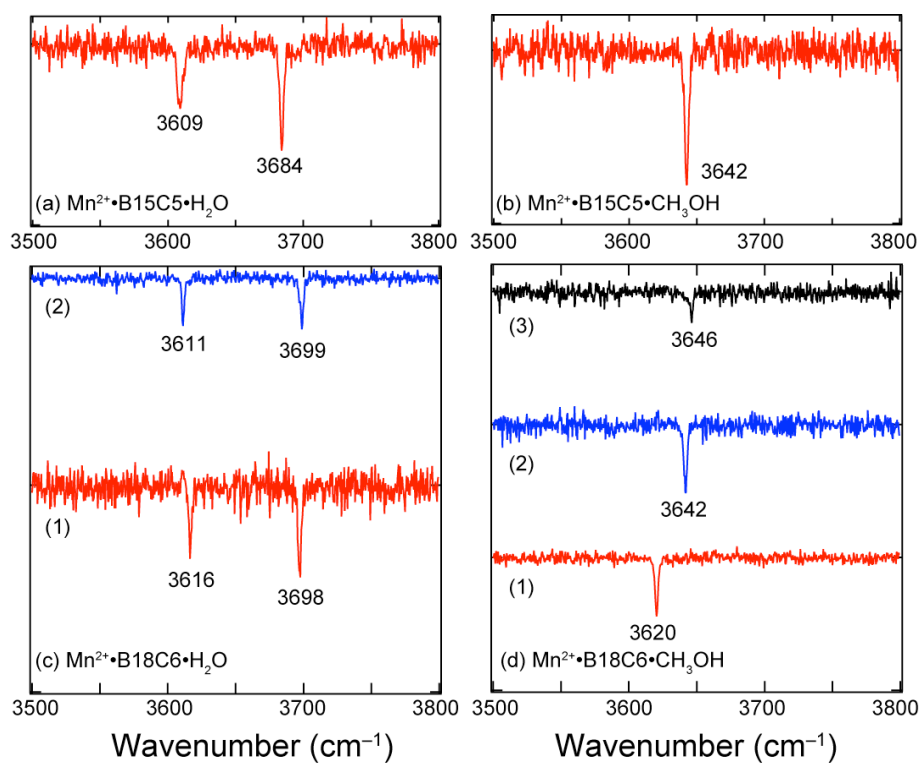 3609
3684
(a) Mn²⁺•B15C5•H₂O
3500 3600 3700 3800
3642
(b) Mn²⁺•B15C5•CH₃OH
3500 3600 3700 3800
(2)
3611
3699
(1)
3616
3698
(c) Mn²⁺•B18C6•H₂O
3500 3600 3700 3800
Wavenumber (cm⁻¹)
(3)
3646
(2)
3642
(1)
3620
(d) Mn²⁺•B18C6•CH₃OH
3500 3600 3700 3800
Wavenumber (cm⁻¹)